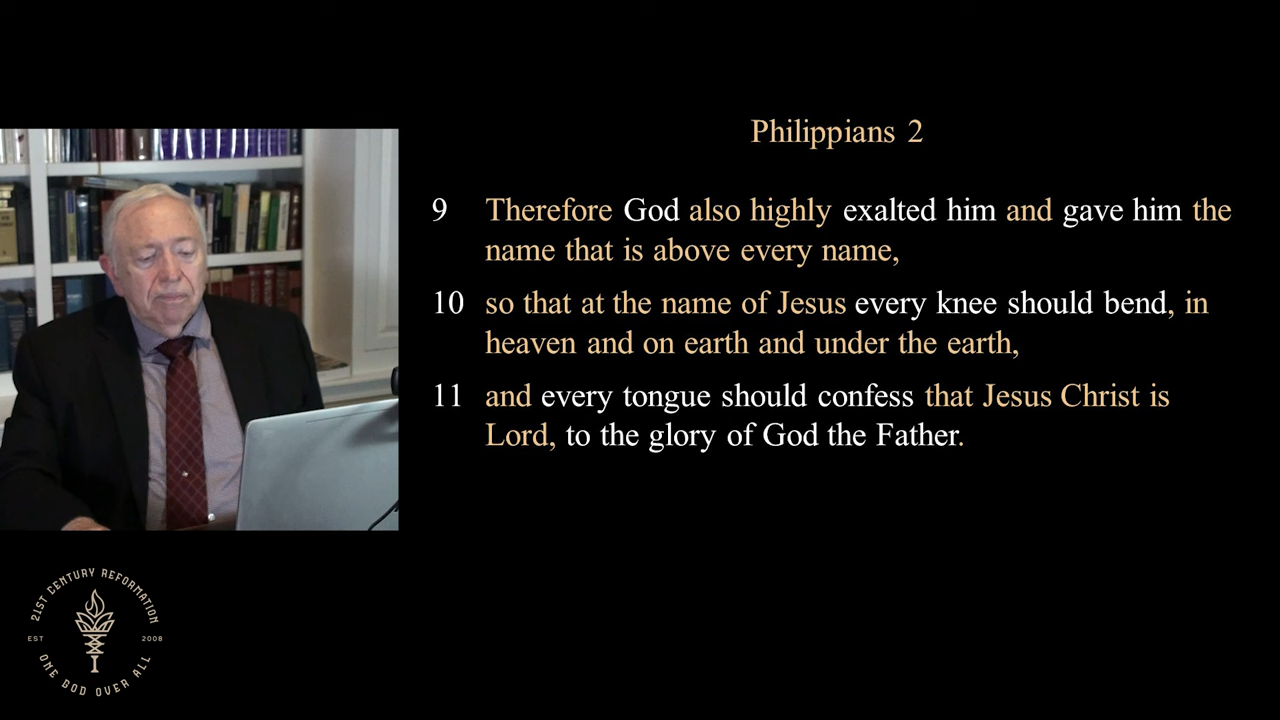 Philippians 2
9 Therefore God also highly exalted him and gave him the
name that is above every name,
10 so that at the name of Jesus every knee should bend, in
heaven and on earth and under the earth,
11 and every tongue should confess that Jesus Christ is
Lord, to the glory of God the Father.
21ST CENTURY REFORMATION
EST 2008
ONE GOD OVER ALL